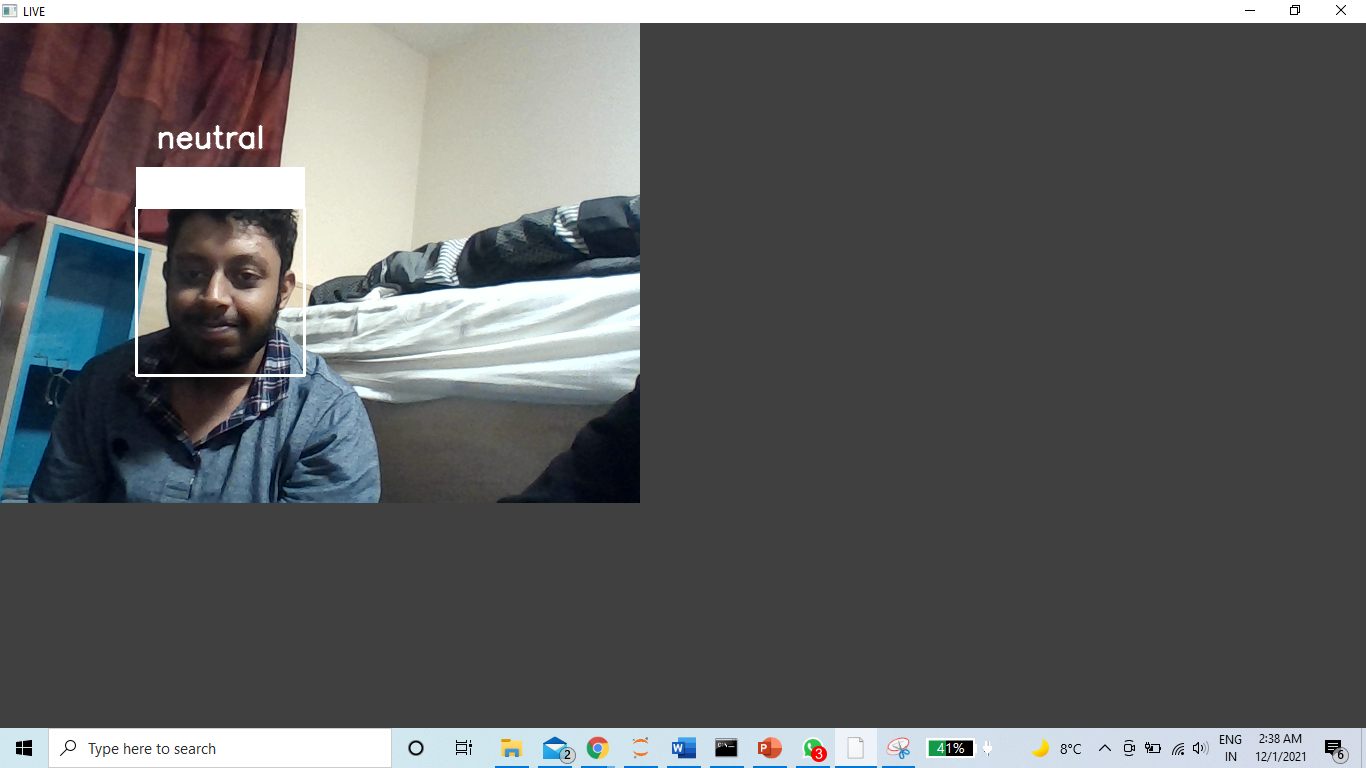 LIVE
neutral
Type here to search
2
W
P
3
41%
8°C
ENG
IN
2:38 AM
12/1/2021
6